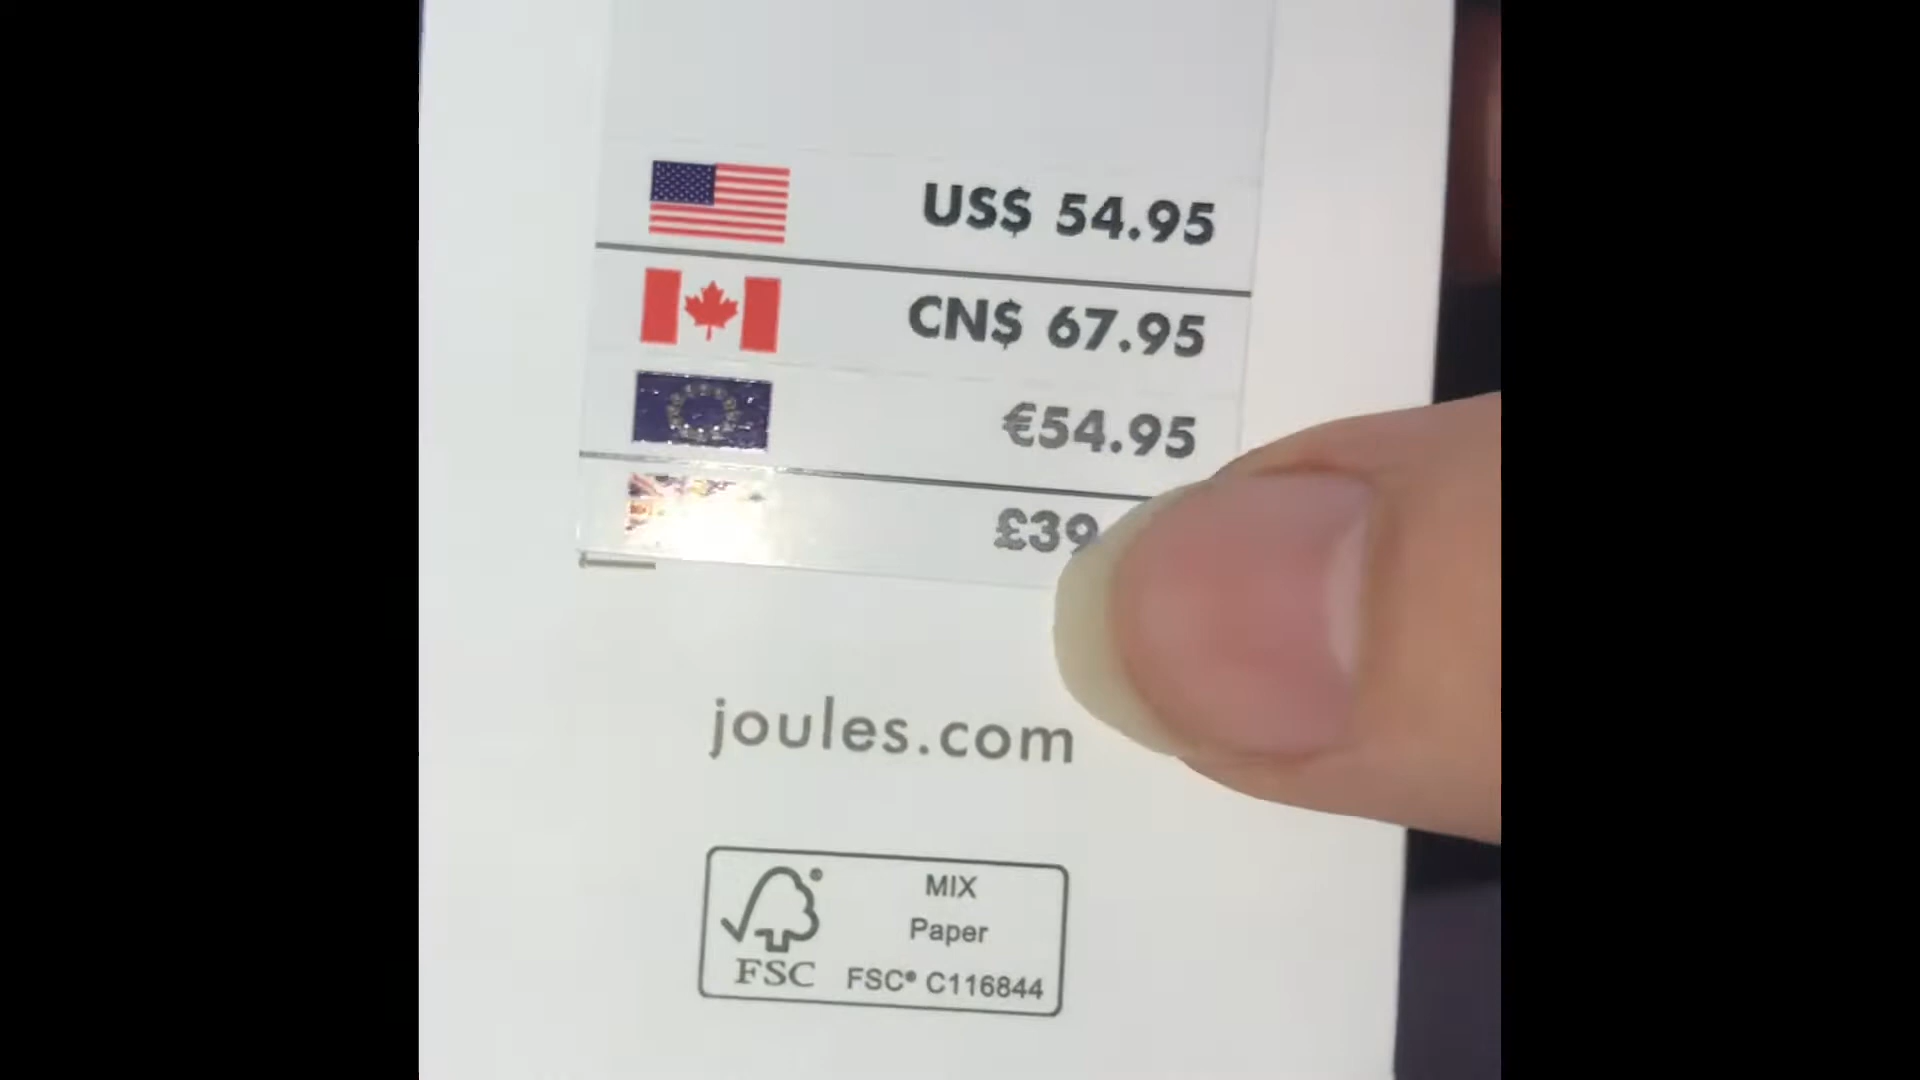 US$ 54.95
CN$ 67.95
€54.95
£39
joules.com
MIX
Paper
FSC
FSC® C116844